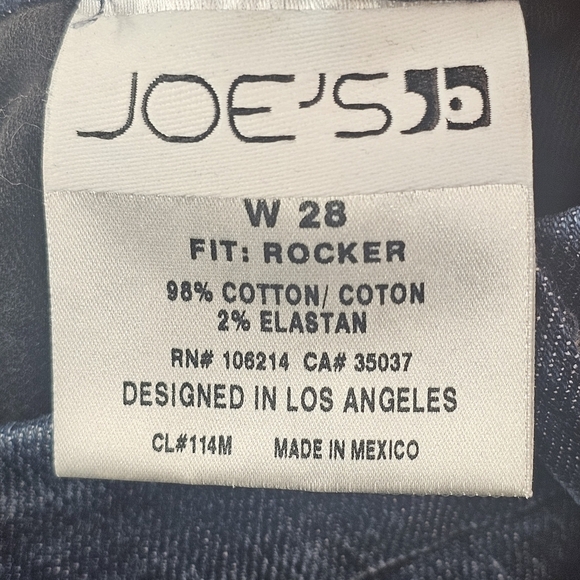 JOE'S
W 28
FIT: ROCKER
98% COTTON/ COTON
2% ELASTAN
RN# 106214 CA# 35037
DESIGNED IN LOS ANGELES
CL#114M MADE IN MEXICO